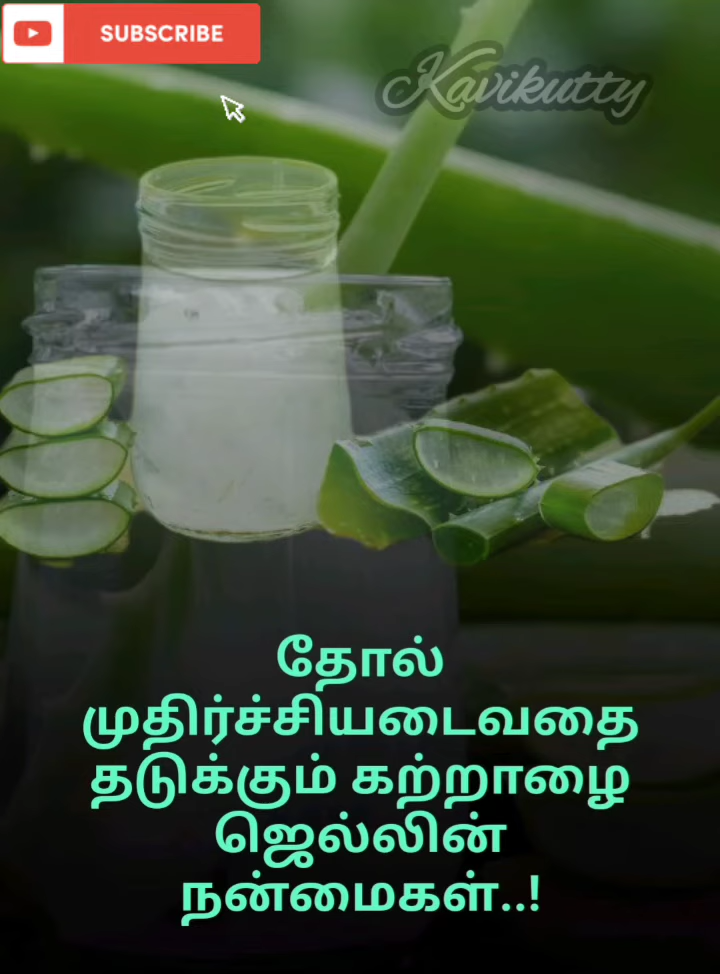 SUBSCRIBE
Kavikutty
தோல்
முதிர்ச்சியடைவதை
தடுக்கும் கற்றாழை
ஜெல்லின்
நன்மைகள்..!